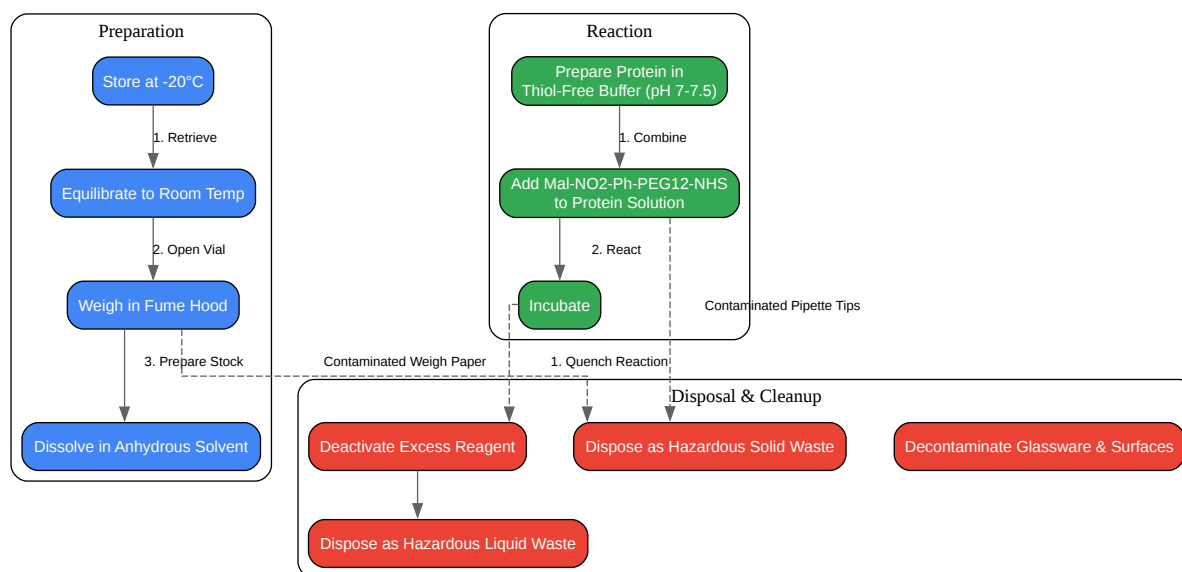 Preparation
Store at -20°C
1. Retrieve
Equilibrate to Room Temp
2. Open Vial
Weigh in Fume Hood
3. Prepare Stock
Dissolve in Anhydrous Solvent
Reaction
Prepare Protein in
Thiol-Free Buffer (pH 7-7.5)
1. Combine
Add Mal-NO2-Ph-PEG12-NHS
to Protein Solution
2. React
Incubate
Contaminated Pipette Tips
Contaminated Weigh Paper
1. Quench Reaction
Disposal & Cleanup
Deactivate Excess Reagent
Dispose as Hazardous Solid Waste
Decontaminate Glassware & Surfaces
Dispose as Hazardous Liquid Waste